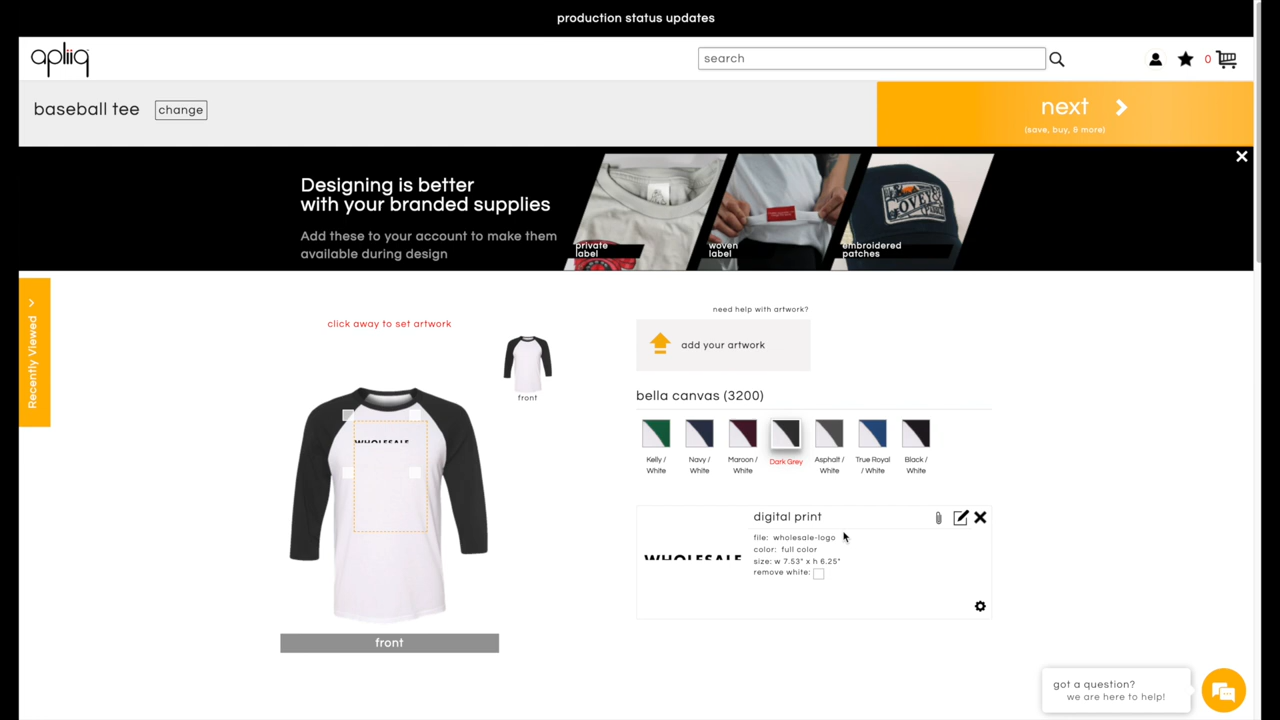 production status updates
apliiq
search
0
baseball tee
change
next
(save, buy, & more)
Designing is better
with your branded supplies
Add these to your account to make them
available during design
private
label
woven
label
embroidered
patches
Recently Viewed
click away to set artwork
front
WHOLESALE
front
need help with artwork?
add your artwork
bella canvas (3200)
Kelly /
White
Navy /
White
Maroon /
White
Dark Grey
Asphalt /
White
True Royal
/ White
Black /
White
digital print
WHOLESALE
file: wholesale-logo
color: full color
size: w 7.53" x h 6.25"
remove white:
got a question?
we are here to help!